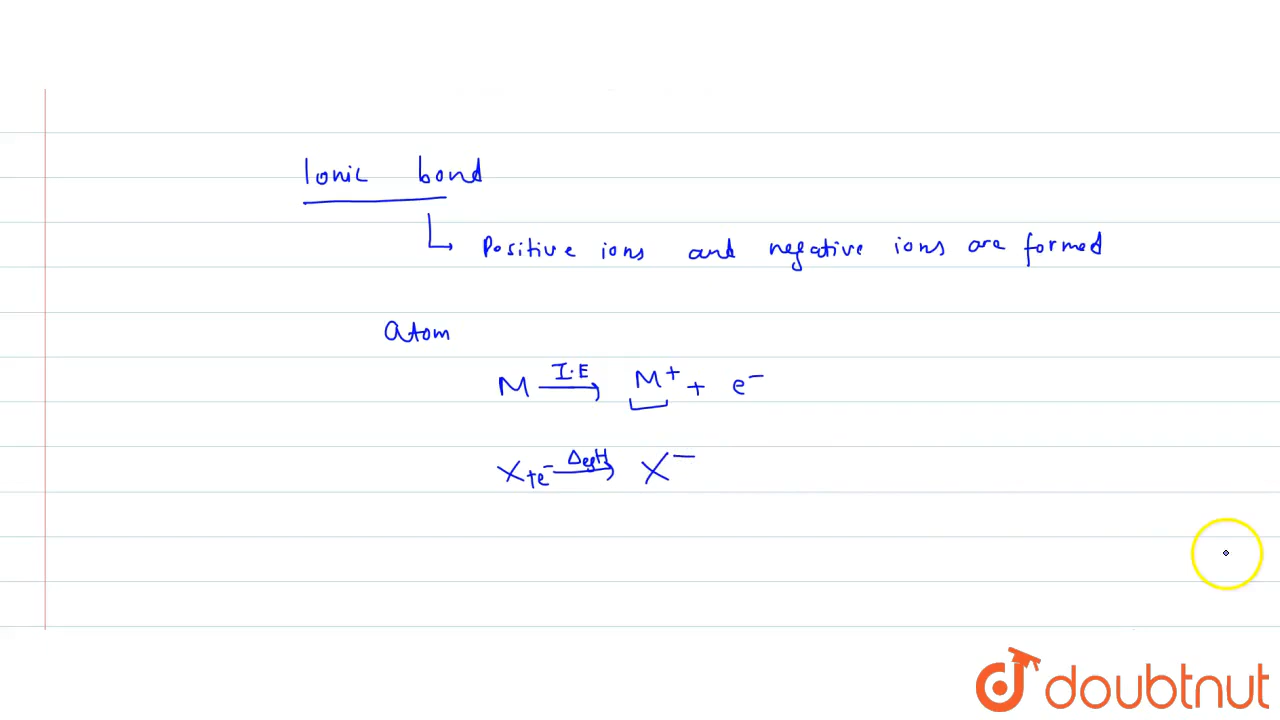 Ionic bond
Positive ions and negative ions are formed
atom
M I.E→ M⁺ + e⁻
X+e⁻ ΔegH→ X⁻
doubtnut